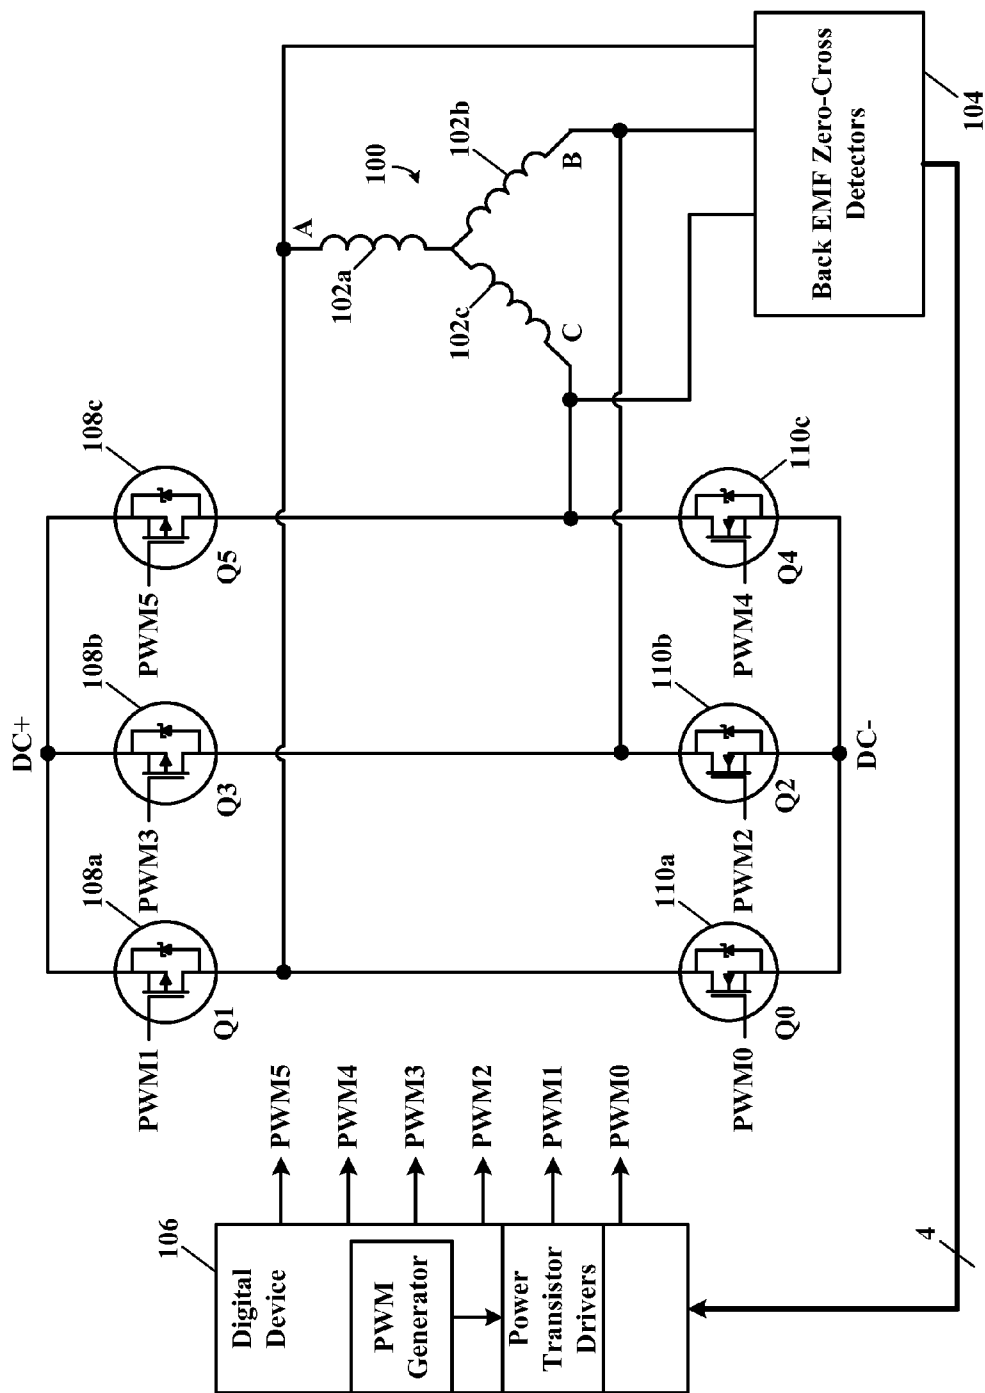 106
Digital
Device
PWM
Generator
Power
Transistor
Drivers
PWM5
PWM4
PWM3
PWM2
PWM1
PWM0
4
DC+
PWM1
Q1
108a
PWM3
Q3
108b
PWM5
Q5
108c
PWM0
Q0
110a
PWM2
Q2
110b
PWM4
Q4
110c
DC-
100
A
102a
102b
B
102c
C
Back EMF Zero-Cross
Detectors
104